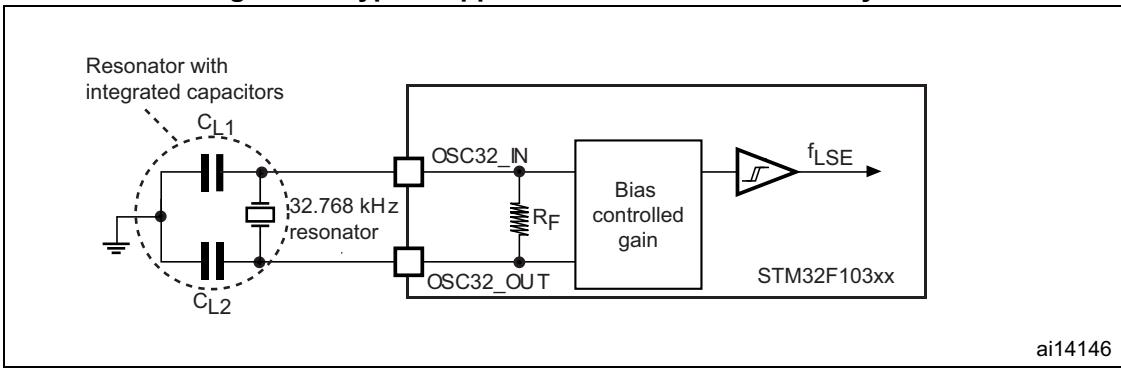 Resonator with
integrated capacitors
CL1
OSC32_IN
fLSE
Bias
controlled
gain
32.768 kHz
resonator
RF
STM32F103xx
OSC32_OUT
CL2
ai14146